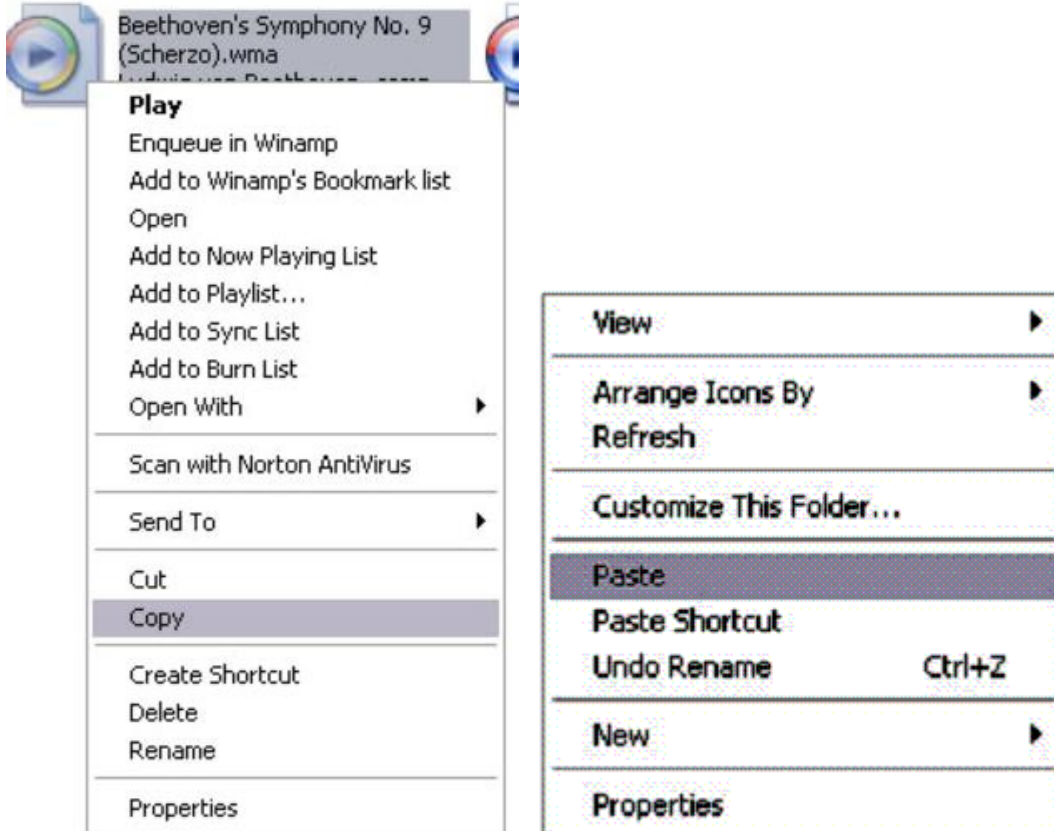 Beethoven's Symphony No. 9
(Scherzo).wma
Ludwig van Beethoven
Play
Enqueue in Winamp
Add to Winamp's Bookmark list
Open
Add to Now Playing List
Add to Playlist...
Add to Sync List
Add to Burn List
Open With
Scan with Norton AntiVirus
Send To
Cut
Copy
Create Shortcut
Delete
Rename
Properties
View
Arrange Icons By
Refresh
Customize This Folder...
Paste
Paste Shortcut
Undo Rename Ctrl+Z
New
Properties